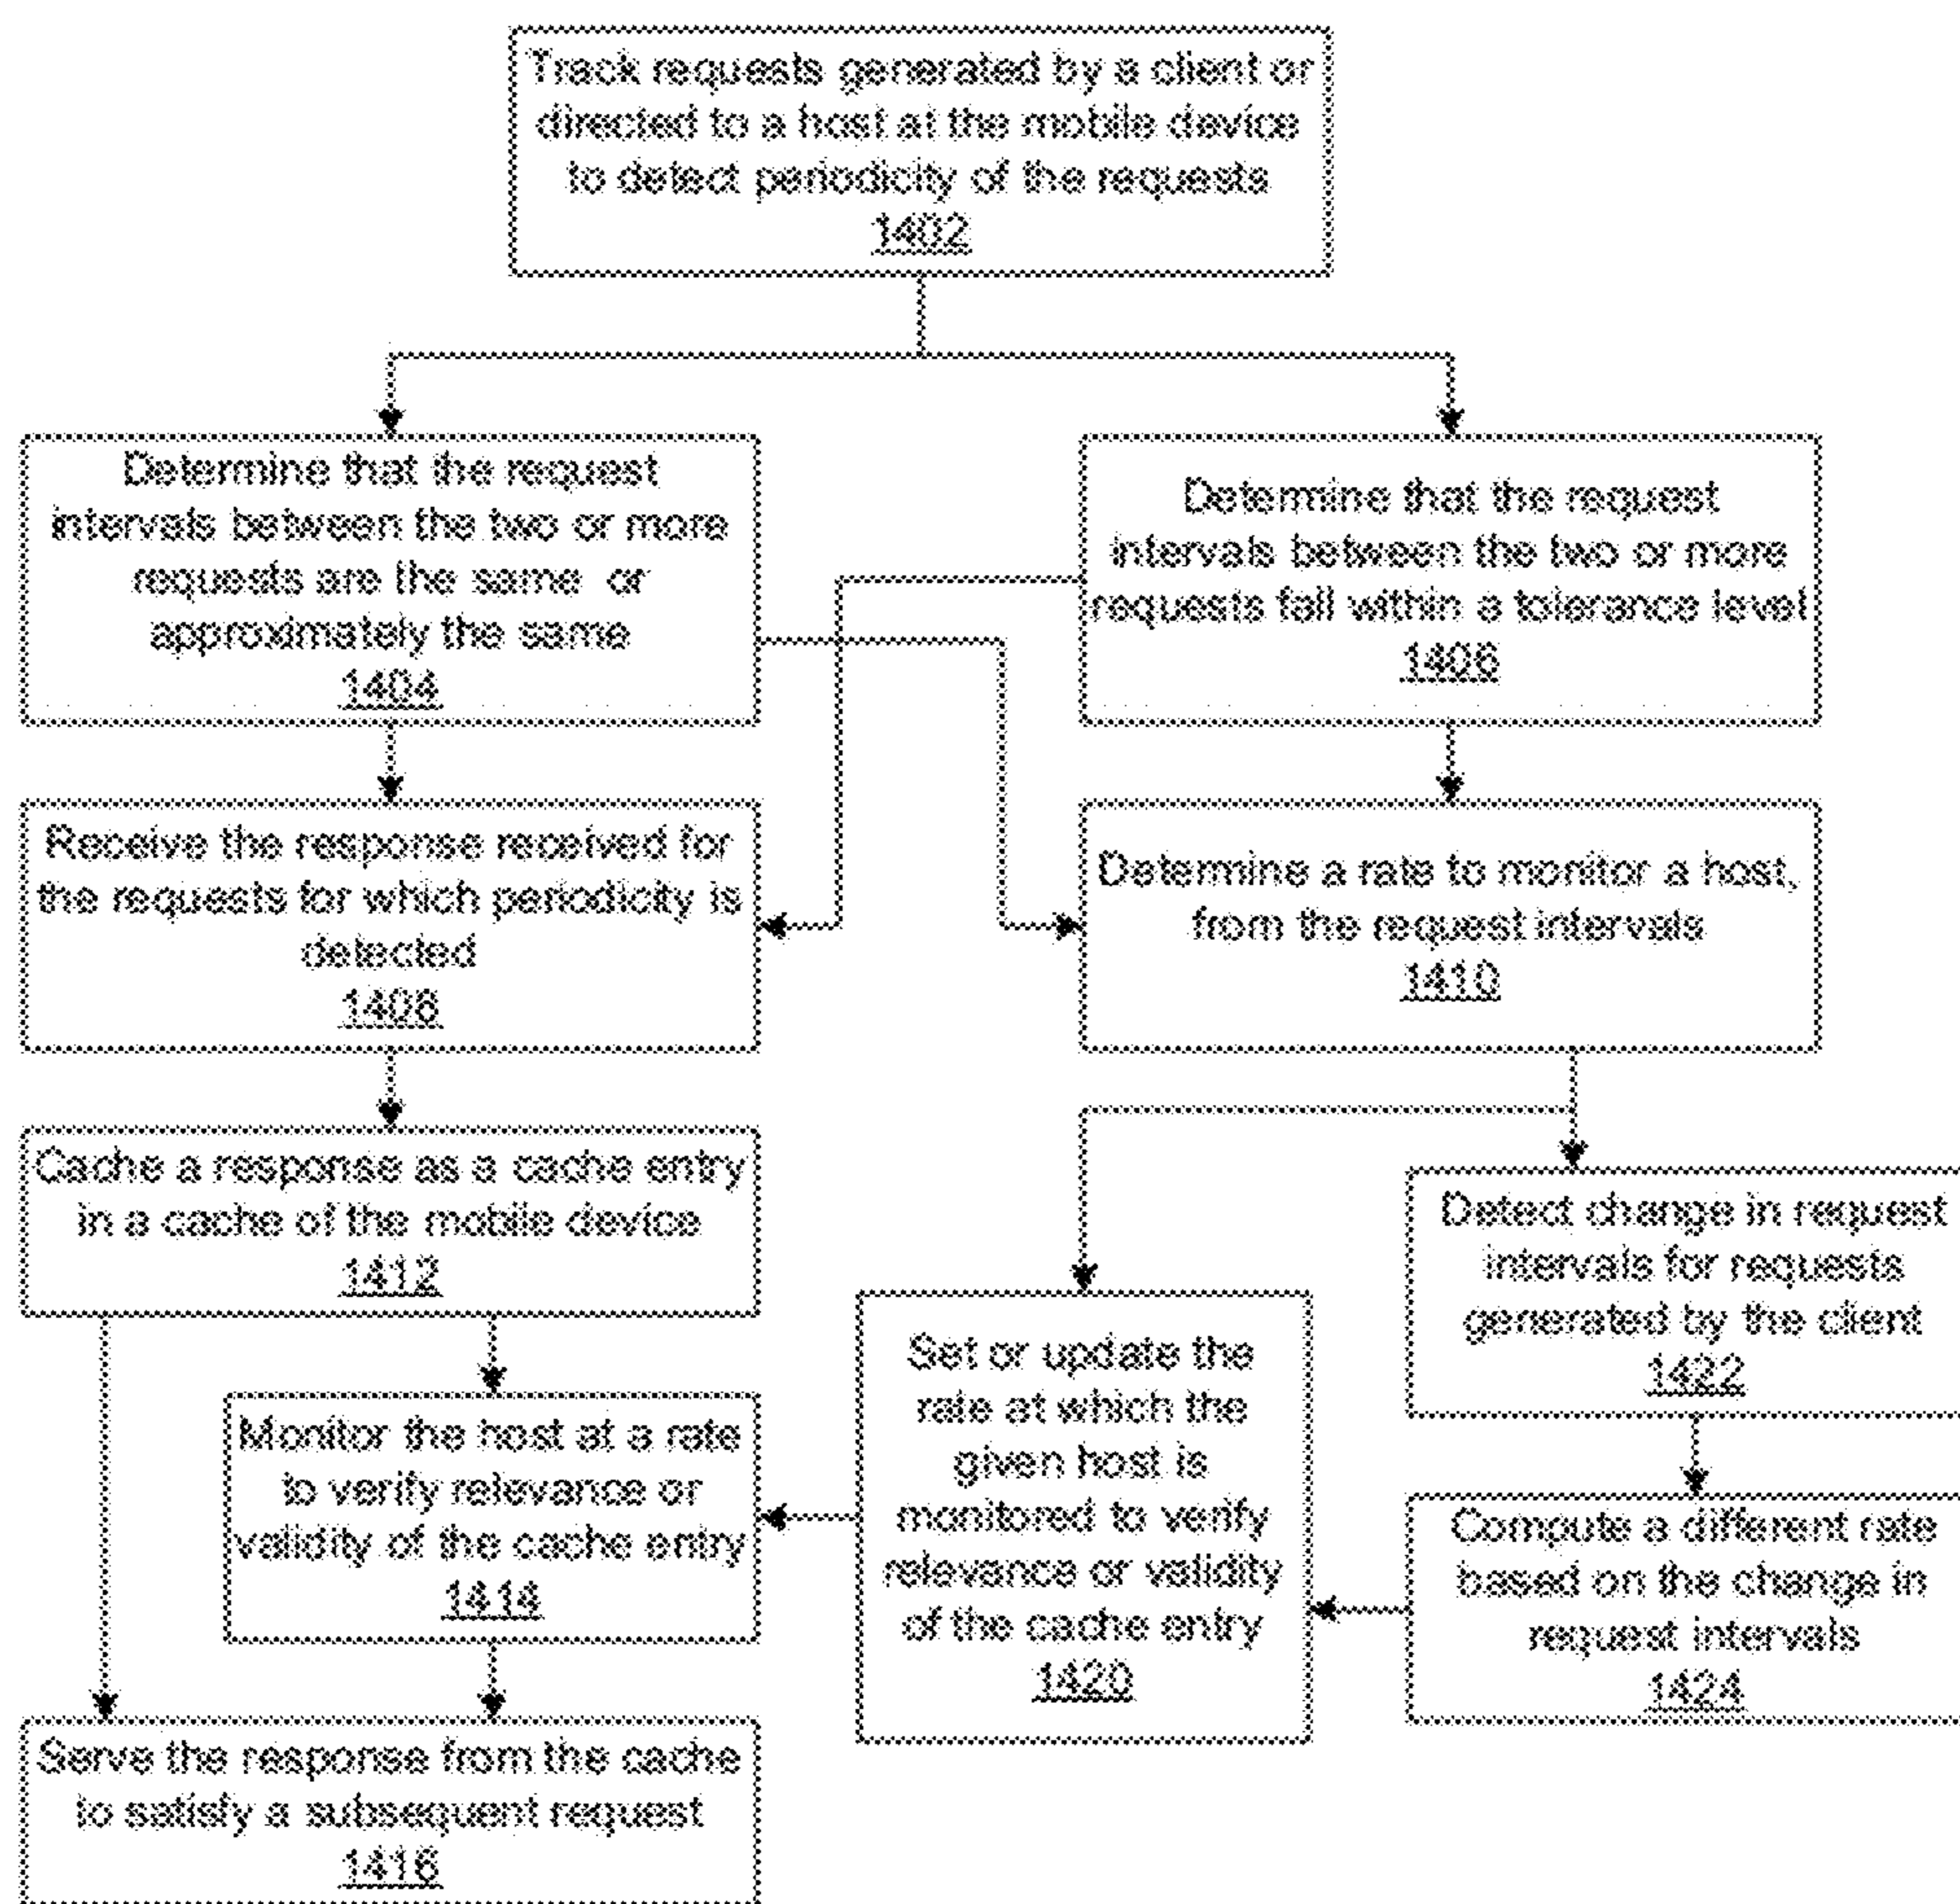 Track requests generated by a client or
directed to a host at the mobile device
to detect periodicity of the requests
1402
Determine that the request
intervals between the two or more
requests are the same or
approximately the same
1404
Determine that the request
intervals between the two or more
requests fall within a tolerance level
1406
Receive the response received for
the requests for which periodicity is
detected
1408
Determine a rate to monitor a host,
from the request intervals
1410
Cache a response as a cache entry
in a cache of the mobile device
1412
Detect change in request
intervals for requests
generated by the client
1422
Set or update the
rate at which the
given host is
monitored to verify
relevance or validity
of the cache entry
1420
Monitor the host at a rate
to verify relevance or
validity of the cache entry
1414
Compute a different rate
based on the change in
request intervals
1424
Serve the response from the cache
to satisfy a subsequent request
1416